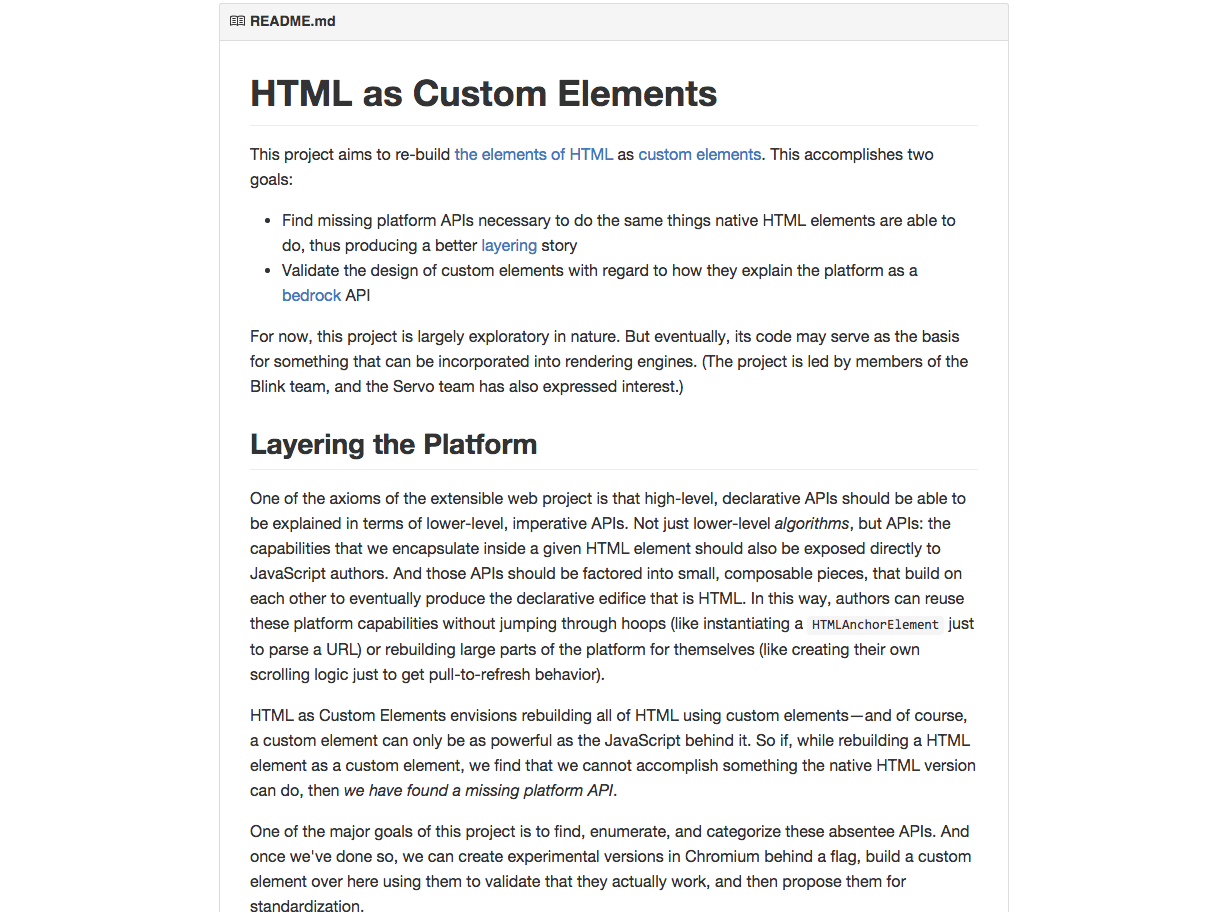 README.md
HTML as Custom Elements
This project aims to re-build the elements of HTML as custom elements. This accomplishes two
goals:
• Find missing platform APIs necessary to do the same things native HTML elements are able to
do, thus producing a better layering story
• Validate the design of custom elements with regard to how they explain the platform as a
bedrock API
For now, this project is largely exploratory in nature. But eventually, its code may serve as the basis
for something that can be incorporated into rendering engines. (The project is led by members of the
Blink team, and the Servo team has also expressed interest.)
Layering the Platform
One of the axioms of the extensible web project is that high-level, declarative APIs should be able to
be explained in terms of lower-level, imperative APIs. Not just lower-level algorithms, but APIs: the
capabilities that we encapsulate inside a given HTML element should also be exposed directly to
JavaScript authors. And those APIs should be factored into small, composable pieces, that build on
each other to eventually produce the declarative edifice that is HTML. In this way, authors can reuse
these platform capabilities without jumping through hoops (like instantiating a HTMLAnchorElement just
to parse a URL) or rebuilding large parts of the platform for themselves (like creating their own
scrolling logic just to get pull-to-refresh behavior).
HTML as Custom Elements envisions rebuilding all of HTML using custom elements—and of course,
a custom element can only be as powerful as the JavaScript behind it. So if, while rebuilding a HTML
element as a custom element, we find that we cannot accomplish something the native HTML version
can do, then we have found a missing platform API.
One of the major goals of this project is to find, enumerate, and categorize these absentee APIs. And
once we've done so, we can create experimental versions in Chromium behind a flag, build a custom
element over here using them to validate that they actually work, and then propose them for
standardization.